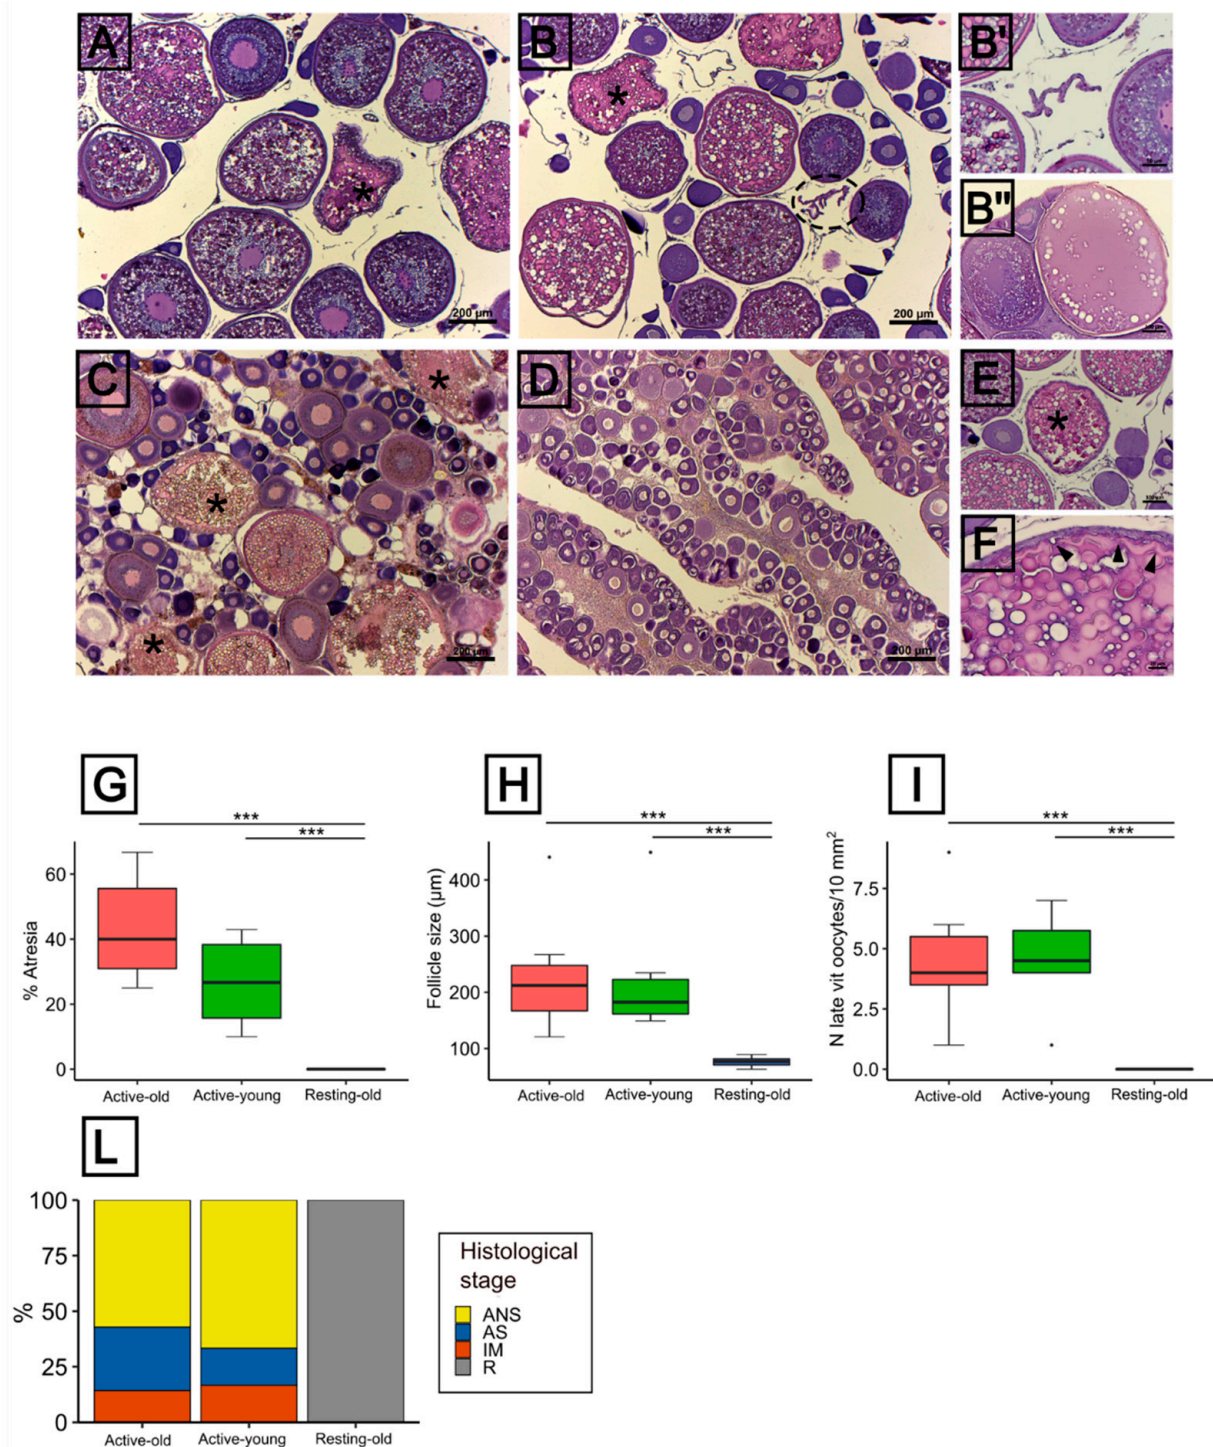 A
B
B'
200 µm
200 µm
B"
C
D
E
200 µm
200 µm
F
G
H
I
***
***
***
***
***
***
% Atresia
60
40
20
0
Active-old
Active-young
Resting-old
Follicle size (µm)
400
300
200
100
Active-old
Active-young
Resting-old
N late vit oocytes/10 mm²
7.5
5.0
2.5
0.0
Active-old
Active-young
Resting-old
L
%
100
75
50
25
0
Active-old
Active-young
Resting-old
Histological
stage
ANS
AS
IM
R